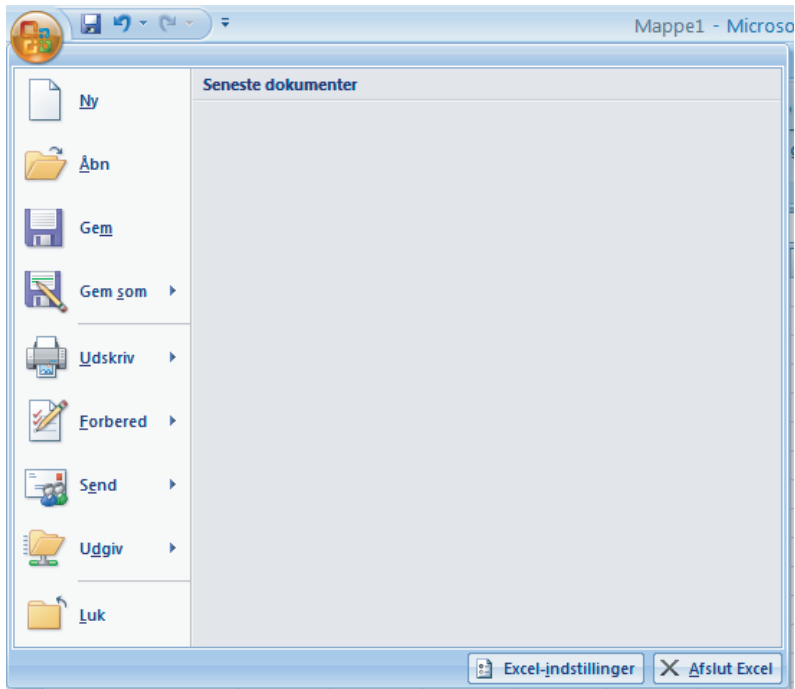 Mappe1 - Microso
Ny
Åbn
Gem
Gem som
Udskriv
Forbered
Send
Udgiv
Luk
Seneste dokumenter
Excel-indstillinger
Afslut Excel